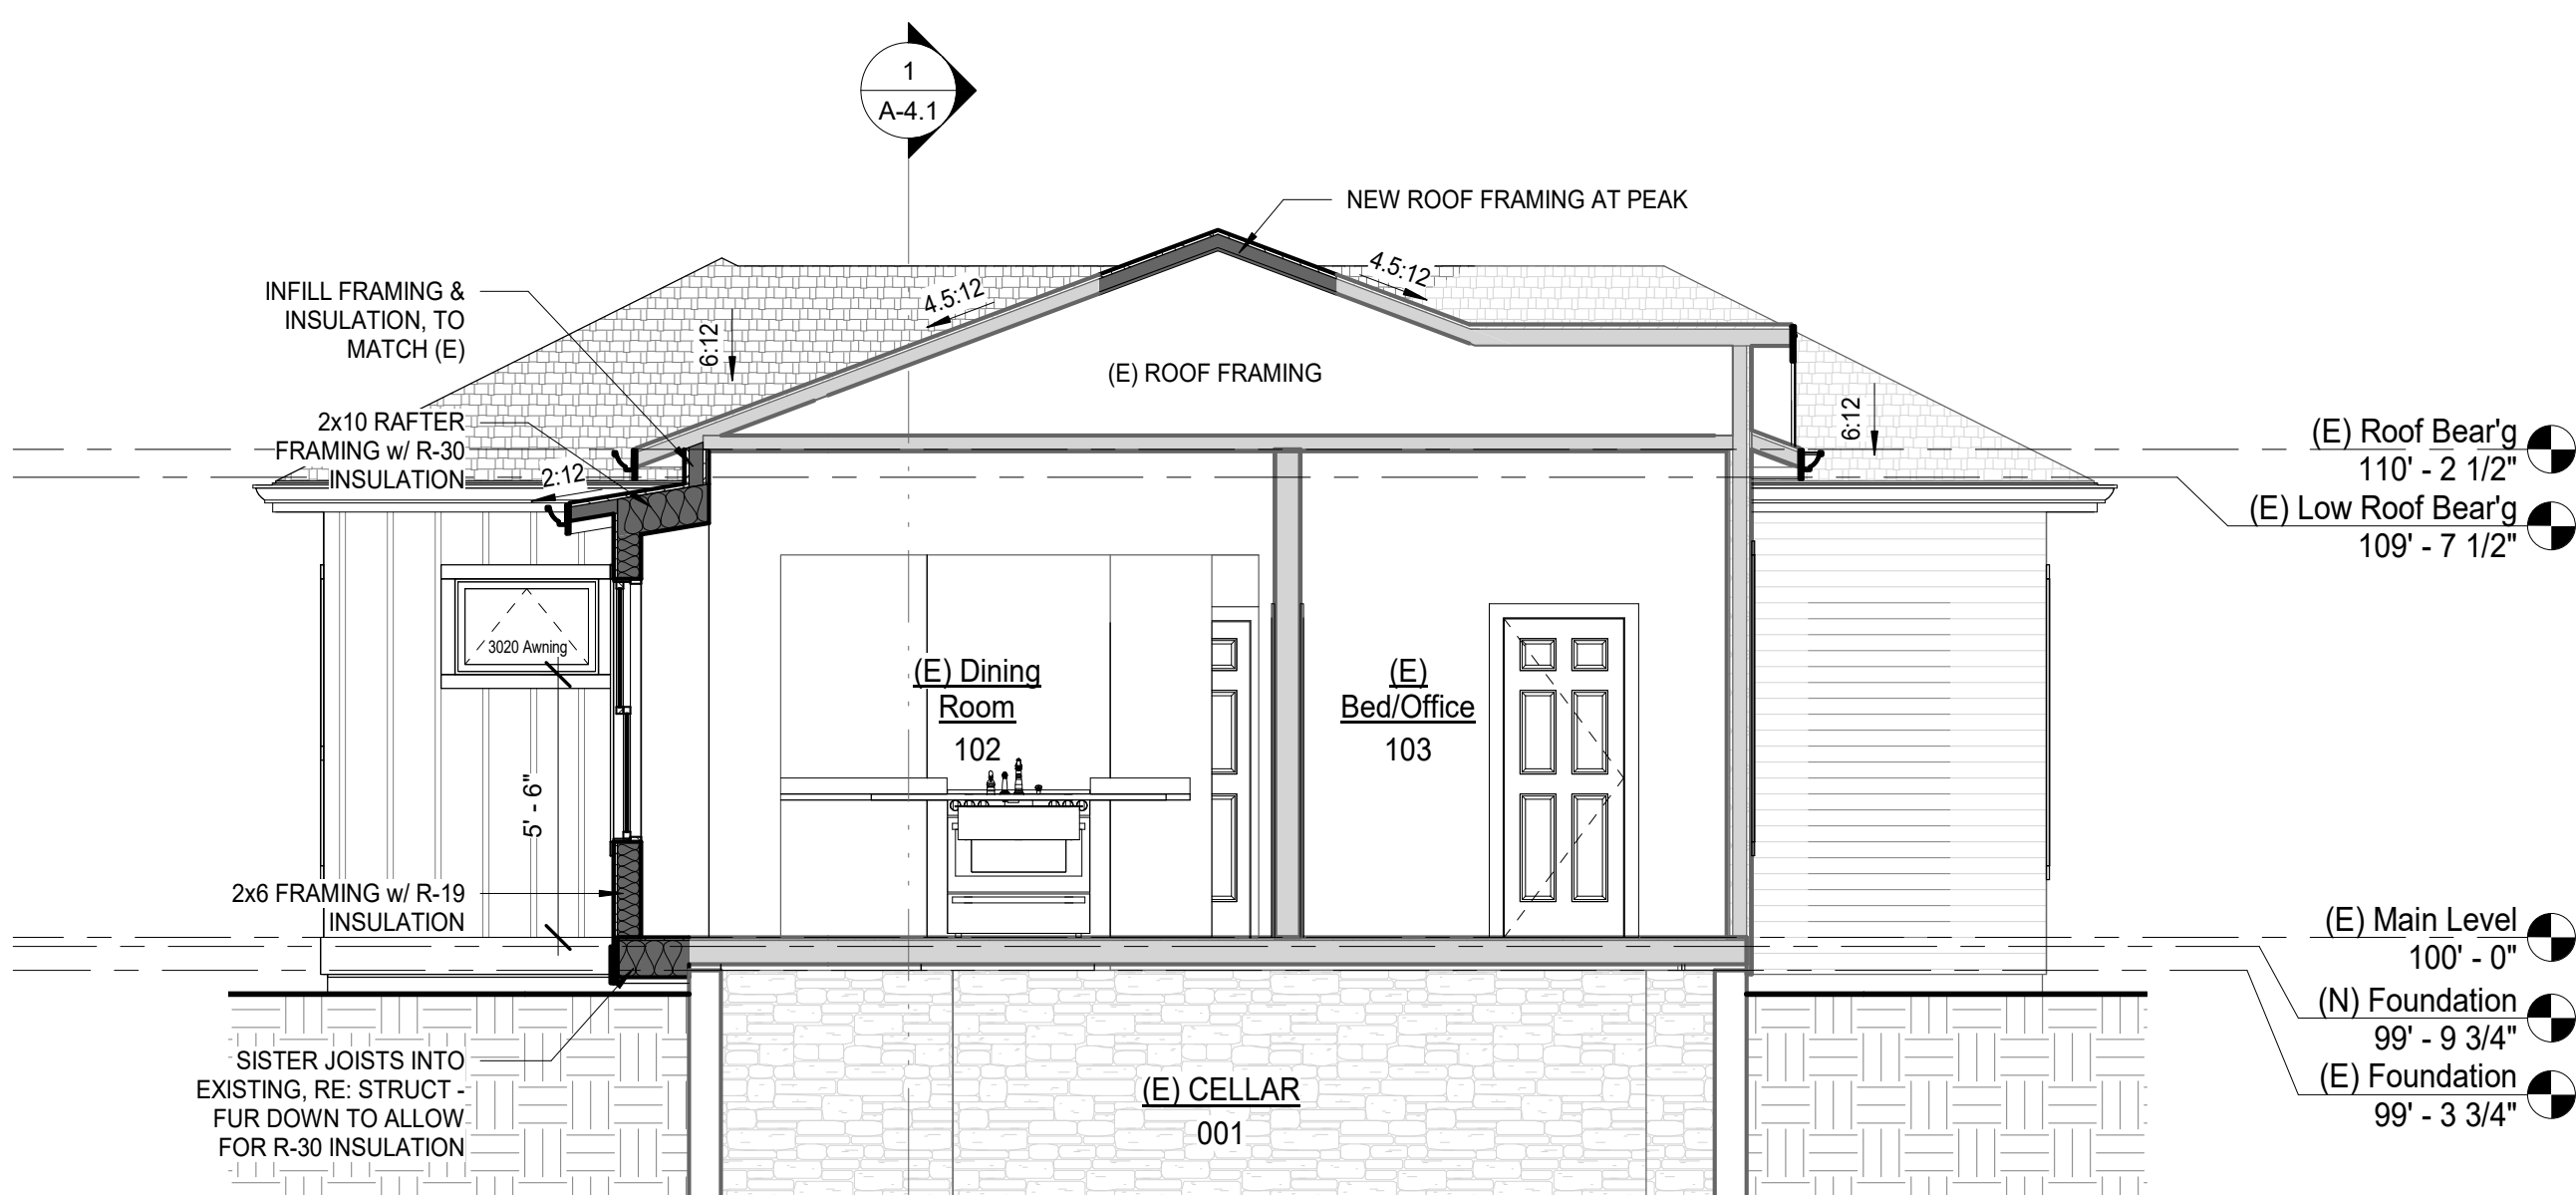 1
A-4.1
NEW ROOF FRAMING AT PEAK
INFILL FRAMING &
INSULATION, TO
MATCH (E)
4.5:12
4.5:12
6:12
(E) ROOF FRAMING
6:12
2x10 RAFTER
FRAMING w/ R-30
INSULATION
2:12
(E) Roof Bear'g
110' - 2 1/2"
(E) Low Roof Bear'g
109' - 7 1/2"
3020 Awning
(E) Dining
Room
102
(E)
Bed/Office
103
5' - 6"
2x6 FRAMING w/ R-19
INSULATION
(E) Main Level
100' - 0"
(N) Foundation
99' - 9 3/4"
(E) Foundation
99' - 3 3/4"
SISTER JOISTS INTO
EXISTING, RE: STRUCT -
FUR DOWN TO ALLOW
FOR R-30 INSULATION
(E) CELLAR
001